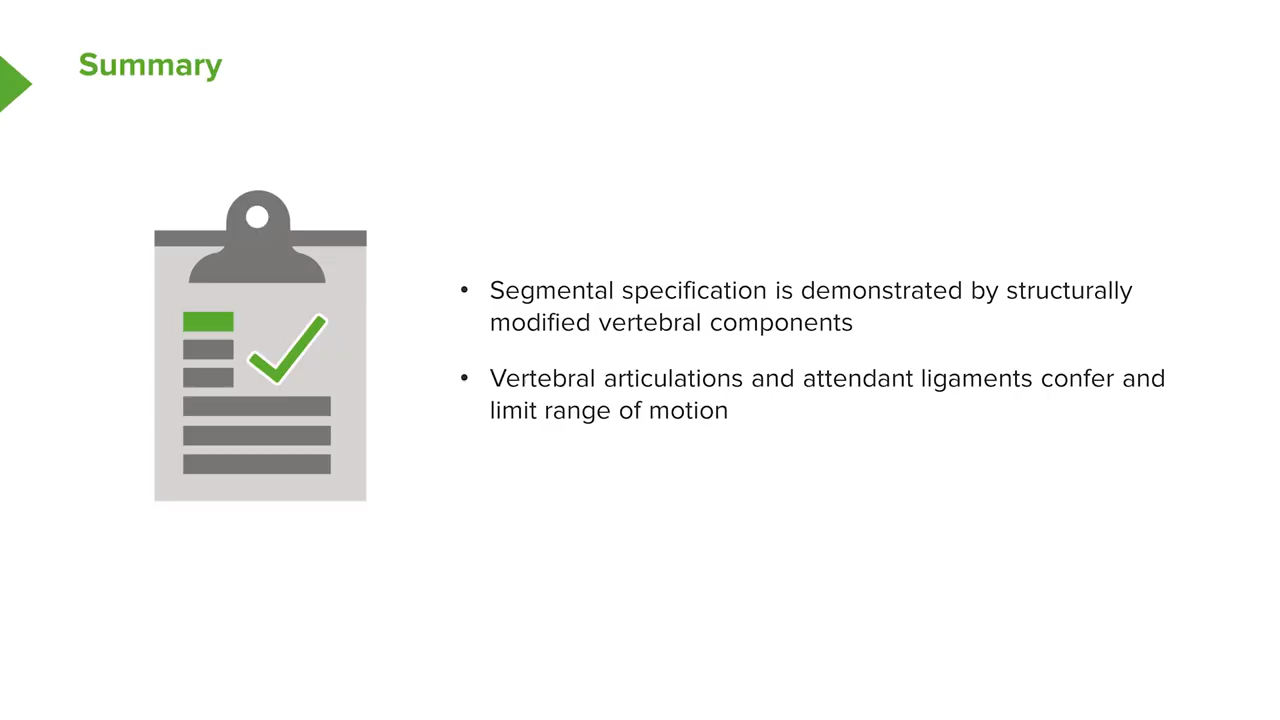 Summary
• Segmental specification is demonstrated by structurally
modified vertebral components
• Vertebral articulations and attendant ligaments confer and
limit range of motion